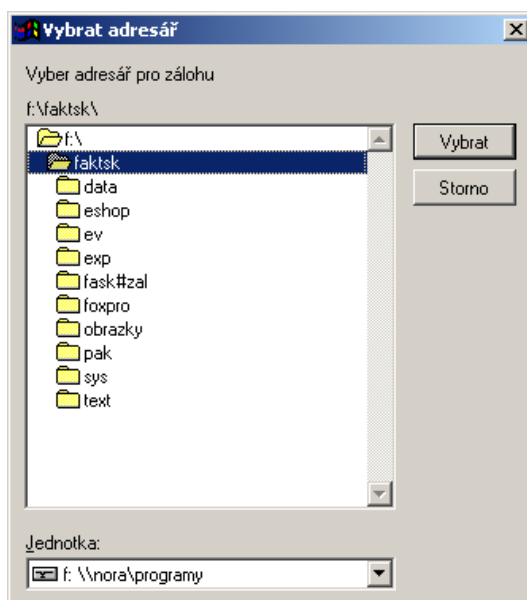 Vybrat adresář
Vyber adresář pro zálohu
f:\faktsk\
f:\
faktsk
data
eshop
ev
exp
fask#zal
foxpro
obrazky
pak
sys
text
Vybrat
Storno
Jednotka:
f: \\nora\programy